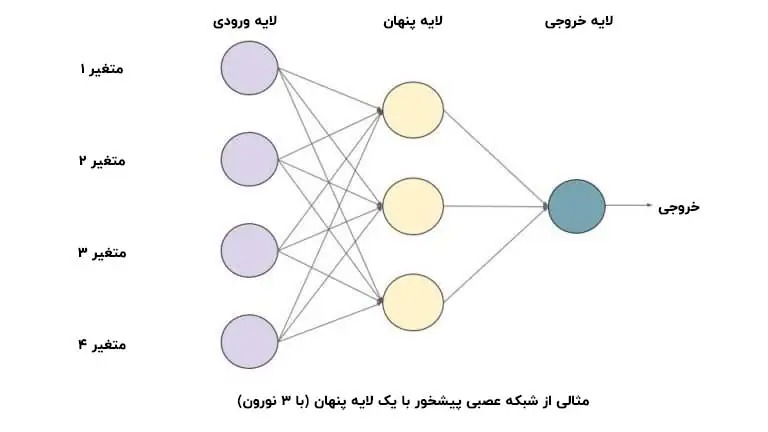 لایه ورودی
لایه پنهان
لایه خروجی
متغیر ۱
متغیر ۲
متغیر ۳
متغیر ۴
خروجی
مثالی از شبکه عصبی پیشخور با یک لایه پنهان (با ۳ نورون)